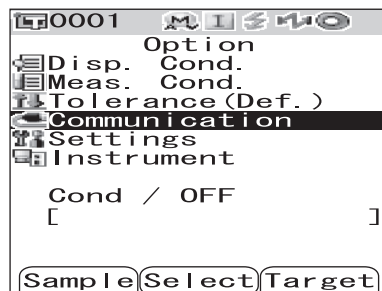 0001 M I
Option
Disp. Cond.
Meas. Cond.
Tolerance(Def.)
Communication
Settings
Instrument
Cond / OFF
[ ]
Sample Select Target